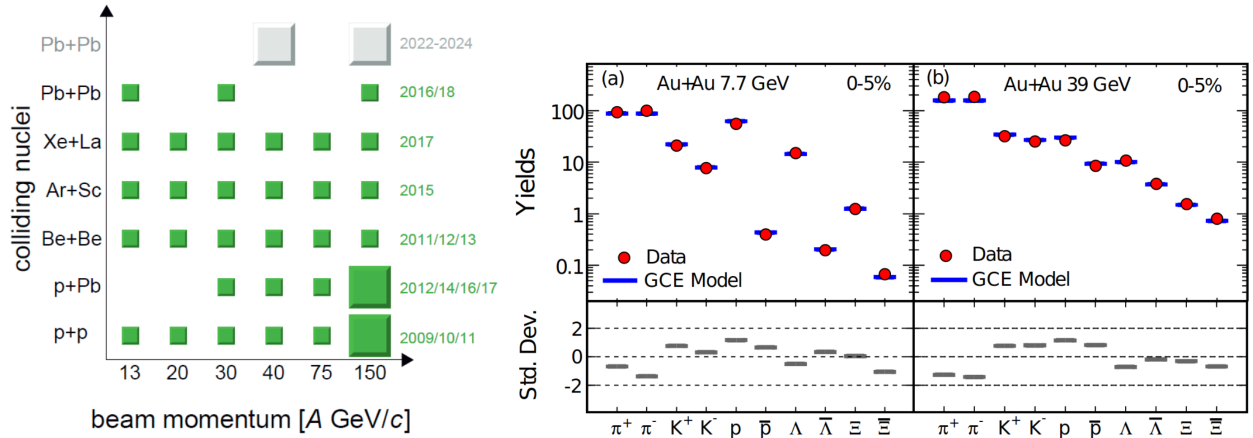 Pb+Pb 2022-2024
Pb+Pb 2016/18
Xe+La 2017
Ar+Sc 2015
Be+Be 2011/12/13
p+Pb 2012/14/16/17
p+p 2009/10/11
colliding nuclei
13 20 30 40 75 150
beam momentum [A GeV/c]
(a) Au+Au 7.7 GeV 0-5%
(b) Au+Au 39 GeV 0-5%
100
10
1
0.1
Yields
Data
GCE Model
Data
GCE Model
2
0
-2
Std. Dev.
π⁺ π⁻ K⁺ K⁻ p p̅ Λ Λ̅ Ξ Ξ̅
π⁺ π⁻ K⁺ K⁻ p p̅ Λ Λ̅ Ξ Ξ̅